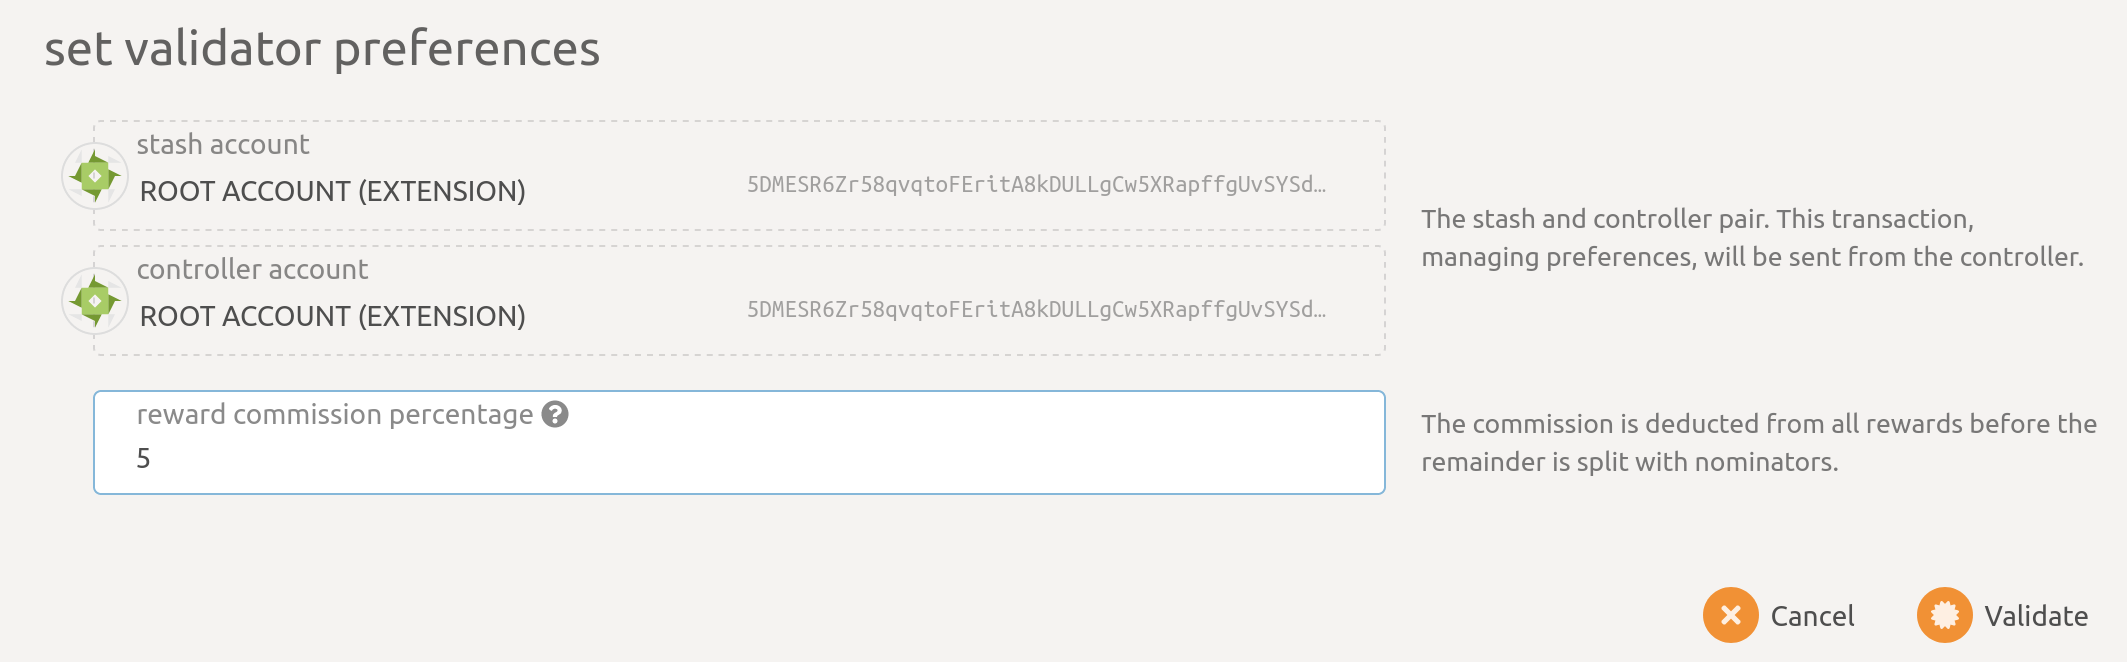 set validator preferences
stash account
ROOT ACCOUNT (EXTENSION) 5DMESR6Zr58qvqtoFEritA8kDULLgCw5XRapffgUvSYSd…
controller account
ROOT ACCOUNT (EXTENSION) 5DMESR6Zr58qvqtoFEritA8kDULLgCw5XRapffgUvSYSd…
The stash and controller pair. This transaction,
managing preferences, will be sent from the controller.
reward commission percentage ?
5
The commission is deducted from all rewards before the
remainder is split with nominators.
Cancel
Validate